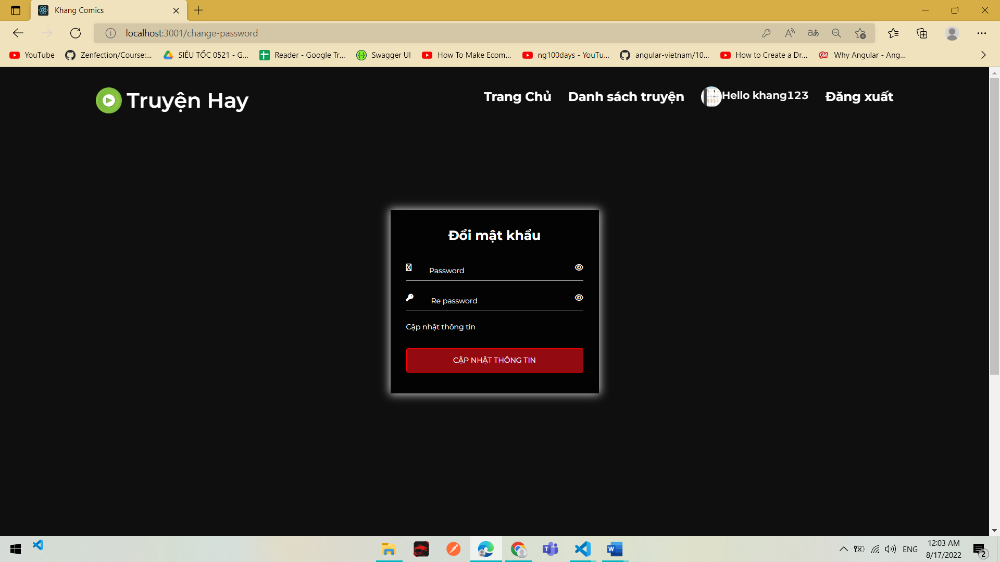 Khang Comics
localhost:3001/change-password
YouTube
Zenfection/Course:...
SIÊU TỐC 0521 - G...
Reader - Google Tr...
Swagger UI
How To Make Ecom...
ng100days - YouTu...
angular-vietnam/10...
How to Create a Dr...
Why Angular - Ang...
Truyện Hay
Trang Chủ
Danh sách truyện
Hello khang123
Đăng xuất
Đổi mật khẩu
Password
Re password
Cập nhật thông tin
CẬP NHẬT THÔNG TIN
ENG
12:03 AM
8/17/2022
2